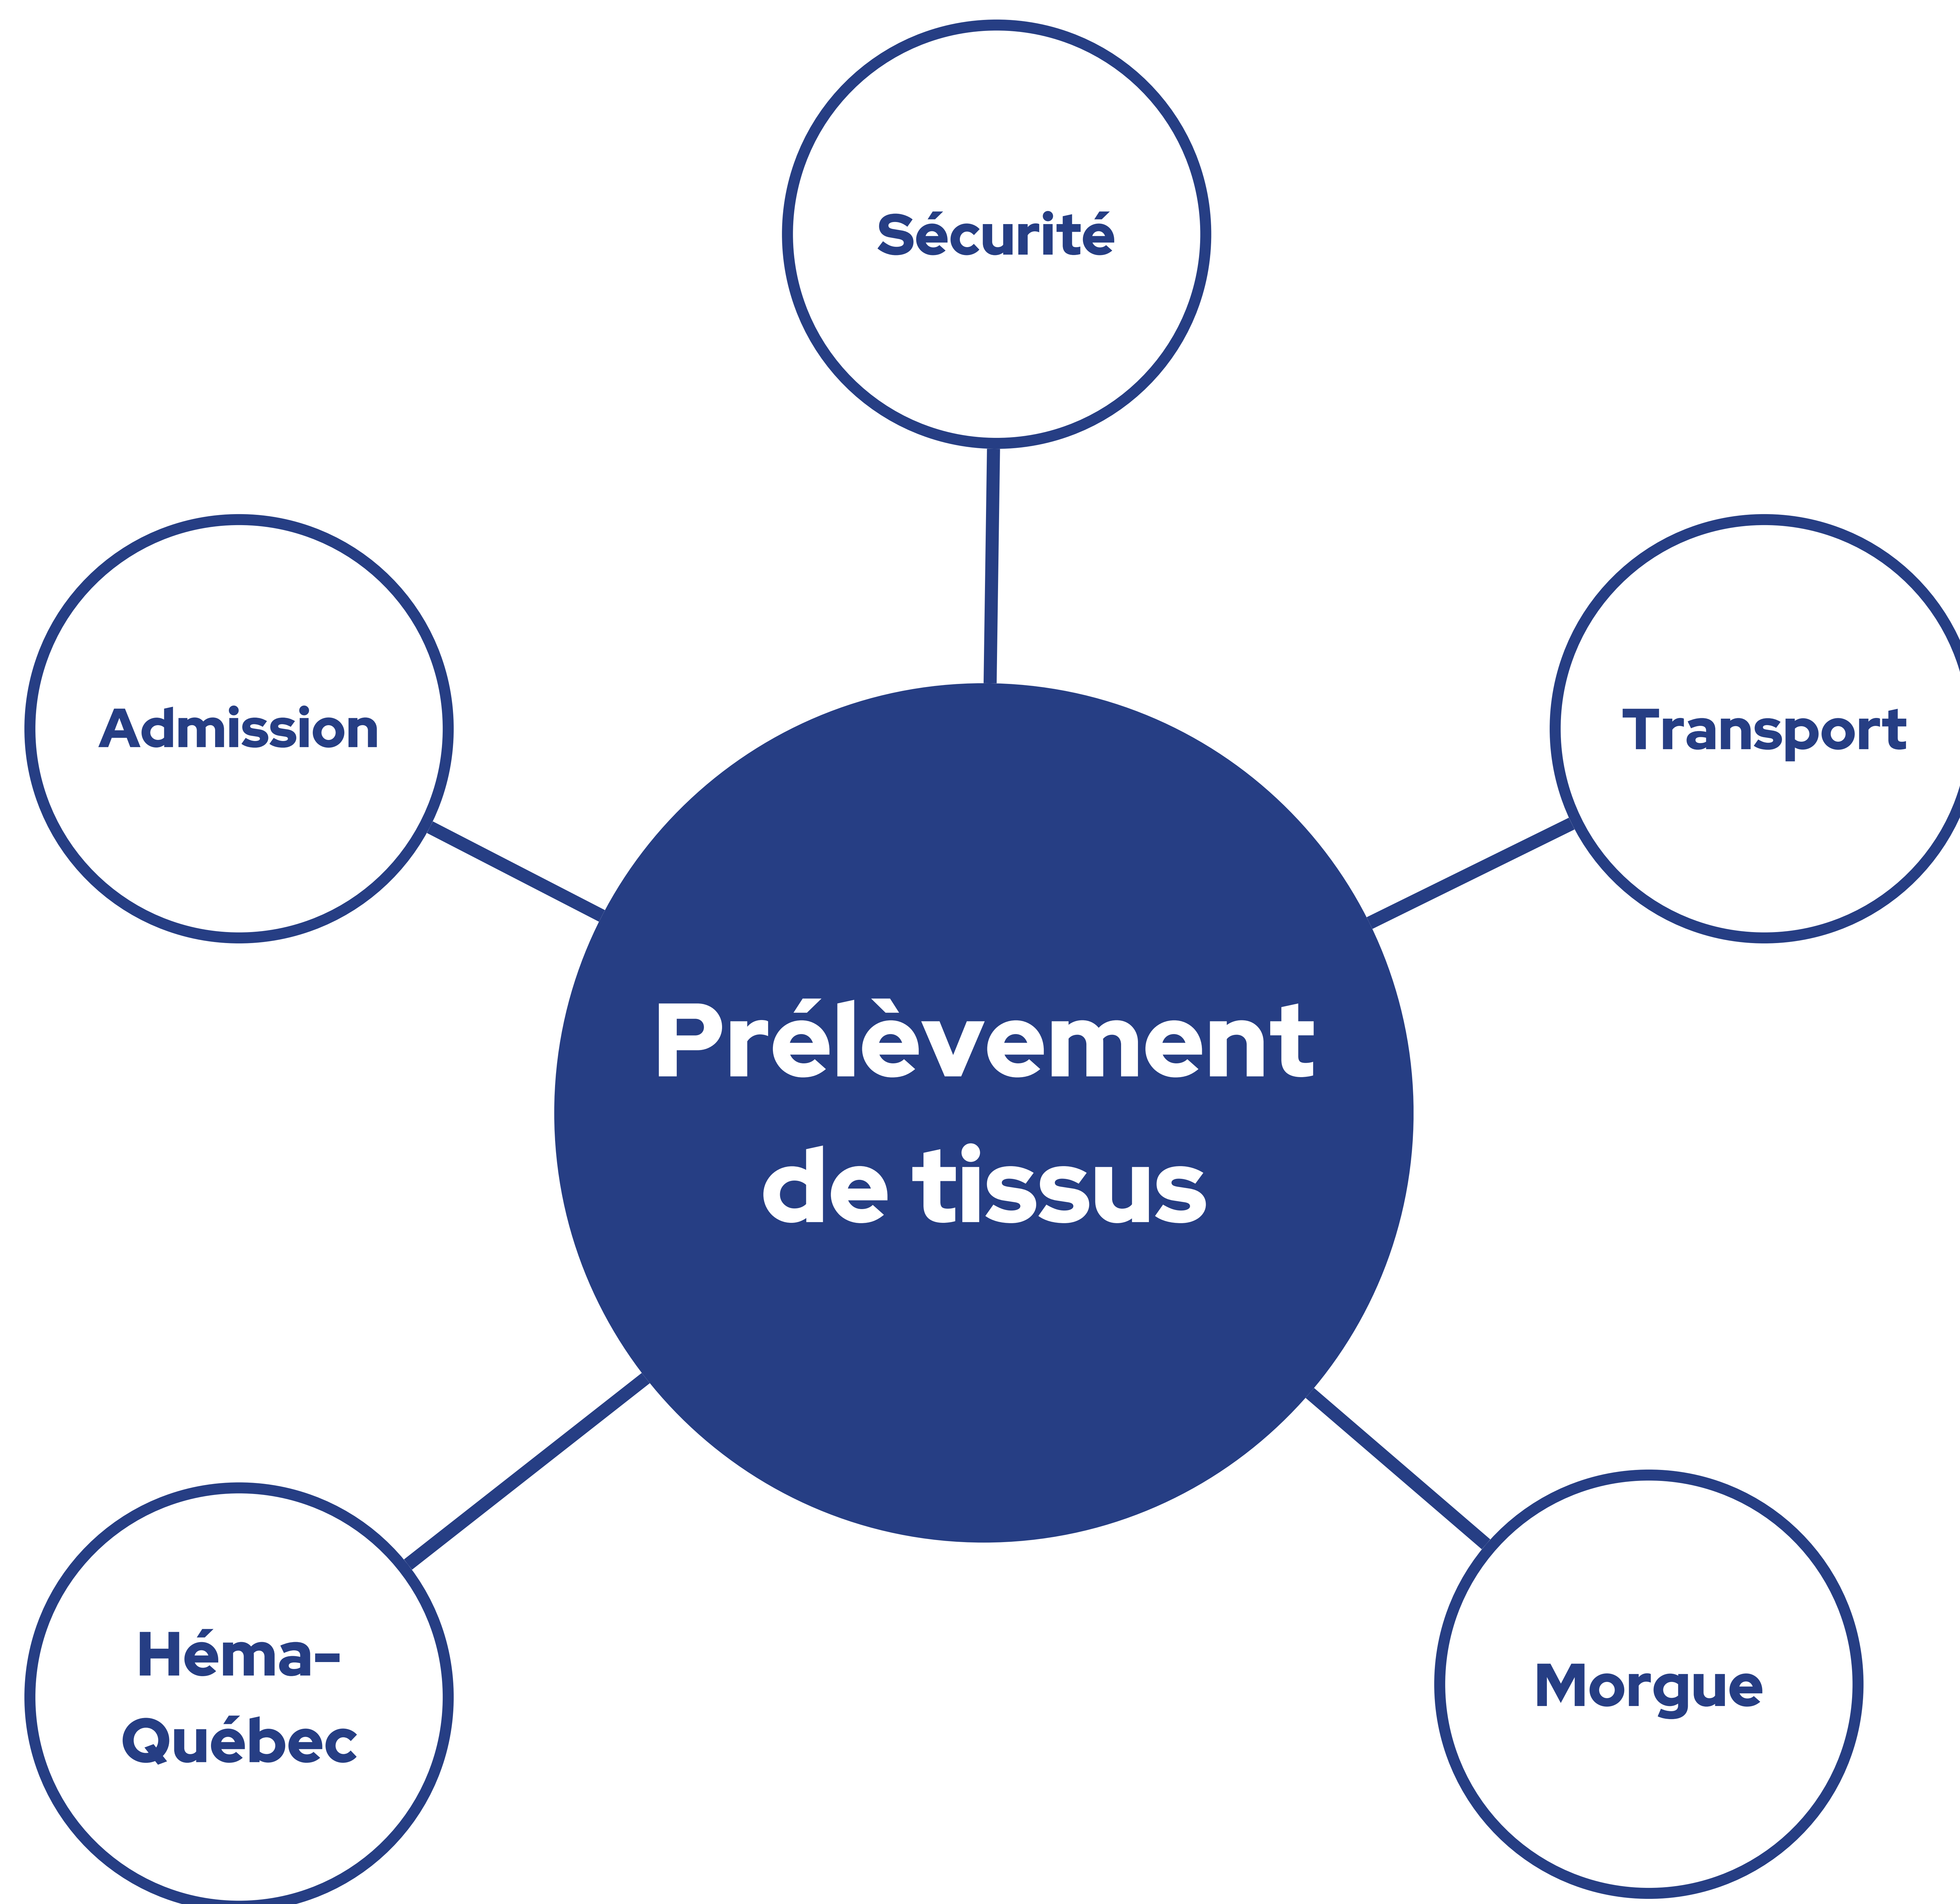 Sécurité
Admission
Transport
Prélèvement
de tissus
Héma-
Québec
Morgue